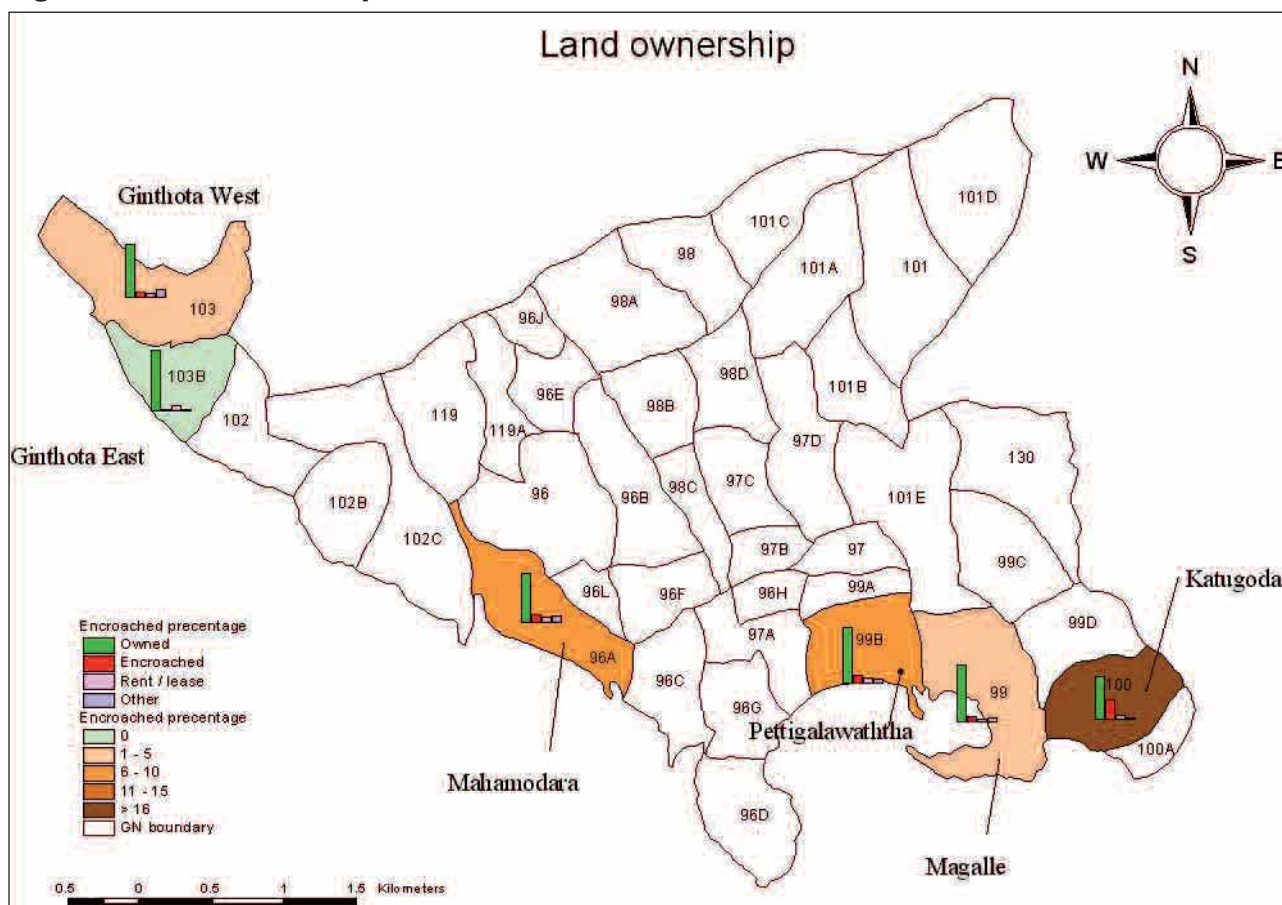 Land ownership
N
W
E
S
Ginthota West
103
103B
102
Ginthota East
101D
101C
98
101A
101
98A
96J
98D
101B
119
96E
98B
119A
97D
130
96
96B
98C
97C
101E
102B
102C
97B
97
99C
Katugoda
96L
96F
96H
99A
99D
97A
99B
96A
96C
99
100
96G
100A
Pettigalawaththa
Mahamodara
96D
Magalle
Encroached precentage
Owned
Encroached
Rent / lease
Other
Encroached precentage
0
1 - 5
6 - 10
11 - 15
> 16
GN boundary
0.5 0 0.5 1 1.5 Kilometers